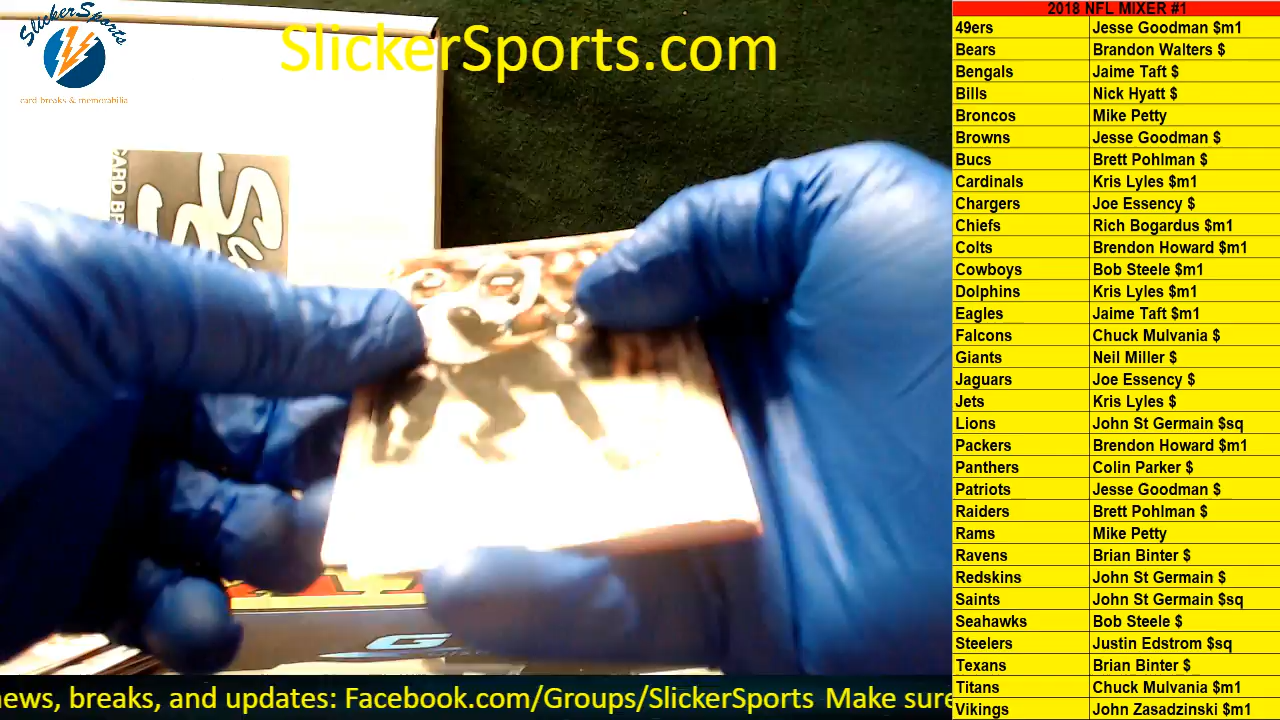 SlickerSports
card breaks & memorabilia
SlickerSports.com
CARD BR
2018 NFL MIXER #1
49ers Jesse Goodman $m1
Bears Brandon Walters $
Bengals Jaime Taft $
Bills Nick Hyatt $
Broncos Mike Petty
Browns Jesse Goodman $
Bucs Brett Pohlman $
Cardinals Kris Lyles $m1
Chargers Joe Essency $
Chiefs Rich Bogardus $m1
Colts Brendon Howard $m1
Cowboys Bob Steele $m1
Dolphins Kris Lyles $m1
Eagles Jaime Taft $m1
Falcons Chuck Mulvania $
Giants Neil Miller $
Jaguars Joe Essency $
Jets Kris Lyles $
Lions John St Germain $sq
Packers Brendon Howard $m1
Panthers Colin Parker $
Patriots Jesse Goodman $
Raiders Brett Pohlman $
Rams Mike Petty
Ravens Brian Binter $
Redskins John St Germain $
Saints John St Germain $sq
Seahawks Bob Steele $
Steelers Justin Edstrom $sq
Texans Brian Binter $
Titans Chuck Mulvania $m1
Vikings John Zasadzinski $m1
news, breaks, and updates: Facebook.com/Groups/SlickerSports Make sure